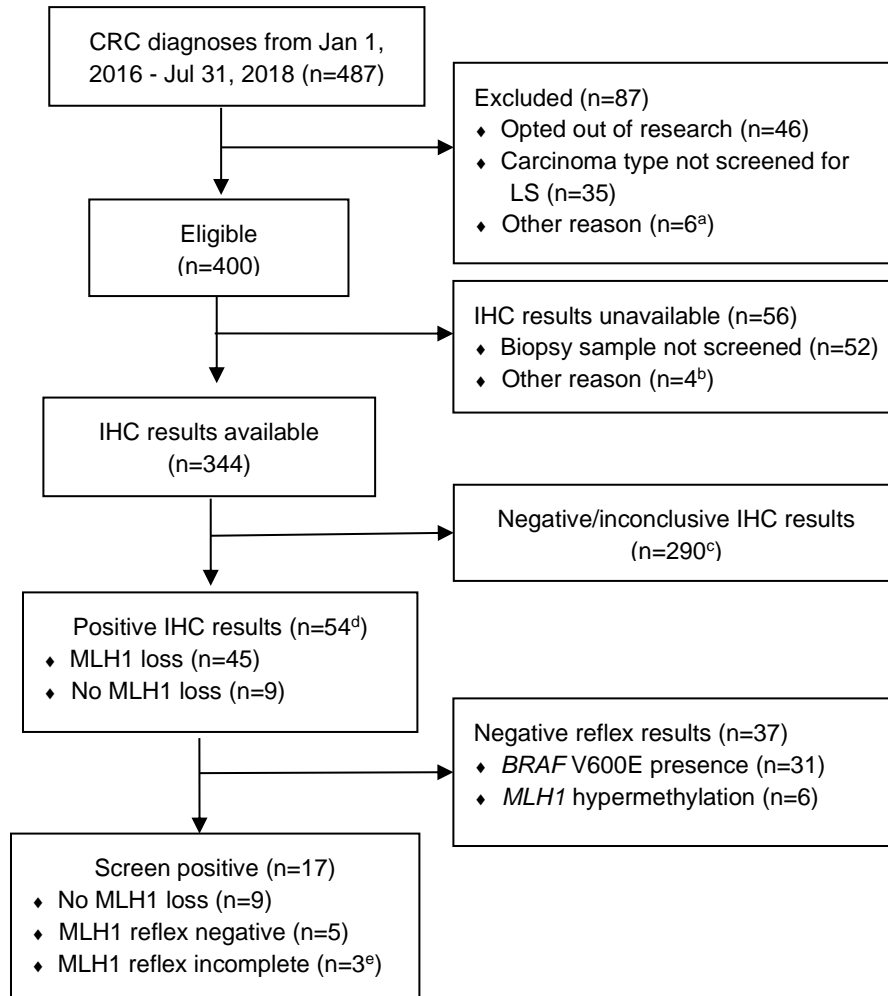 CRC diagnoses from Jan 1,
2016 - Jul 31, 2018 (n=487)
Excluded (n=87)
♦ Opted out of research (n=46)
♦ Carcinoma type not screened for
LS (n=35)
♦ Other reason (n=6ᵃ)
Eligible
(n=400)
IHC results unavailable (n=56)
♦ Biopsy sample not screened (n=52)
♦ Other reason (n=4ᵇ)
IHC results available
(n=344)
Negative/inconclusive IHC results
(n=290ᶜ)
Positive IHC results (n=54ᵈ)
♦ MLH1 loss (n=45)
♦ No MLH1 loss (n=9)
Negative reflex results (n=37)
♦ BRAF V600E presence (n=31)
♦ MLH1 hypermethylation (n=6)
Screen positive (n=17)
♦ No MLH1 loss (n=9)
♦ MLH1 reflex negative (n=5)
♦ MLH1 reflex incomplete (n=3ᵉ)